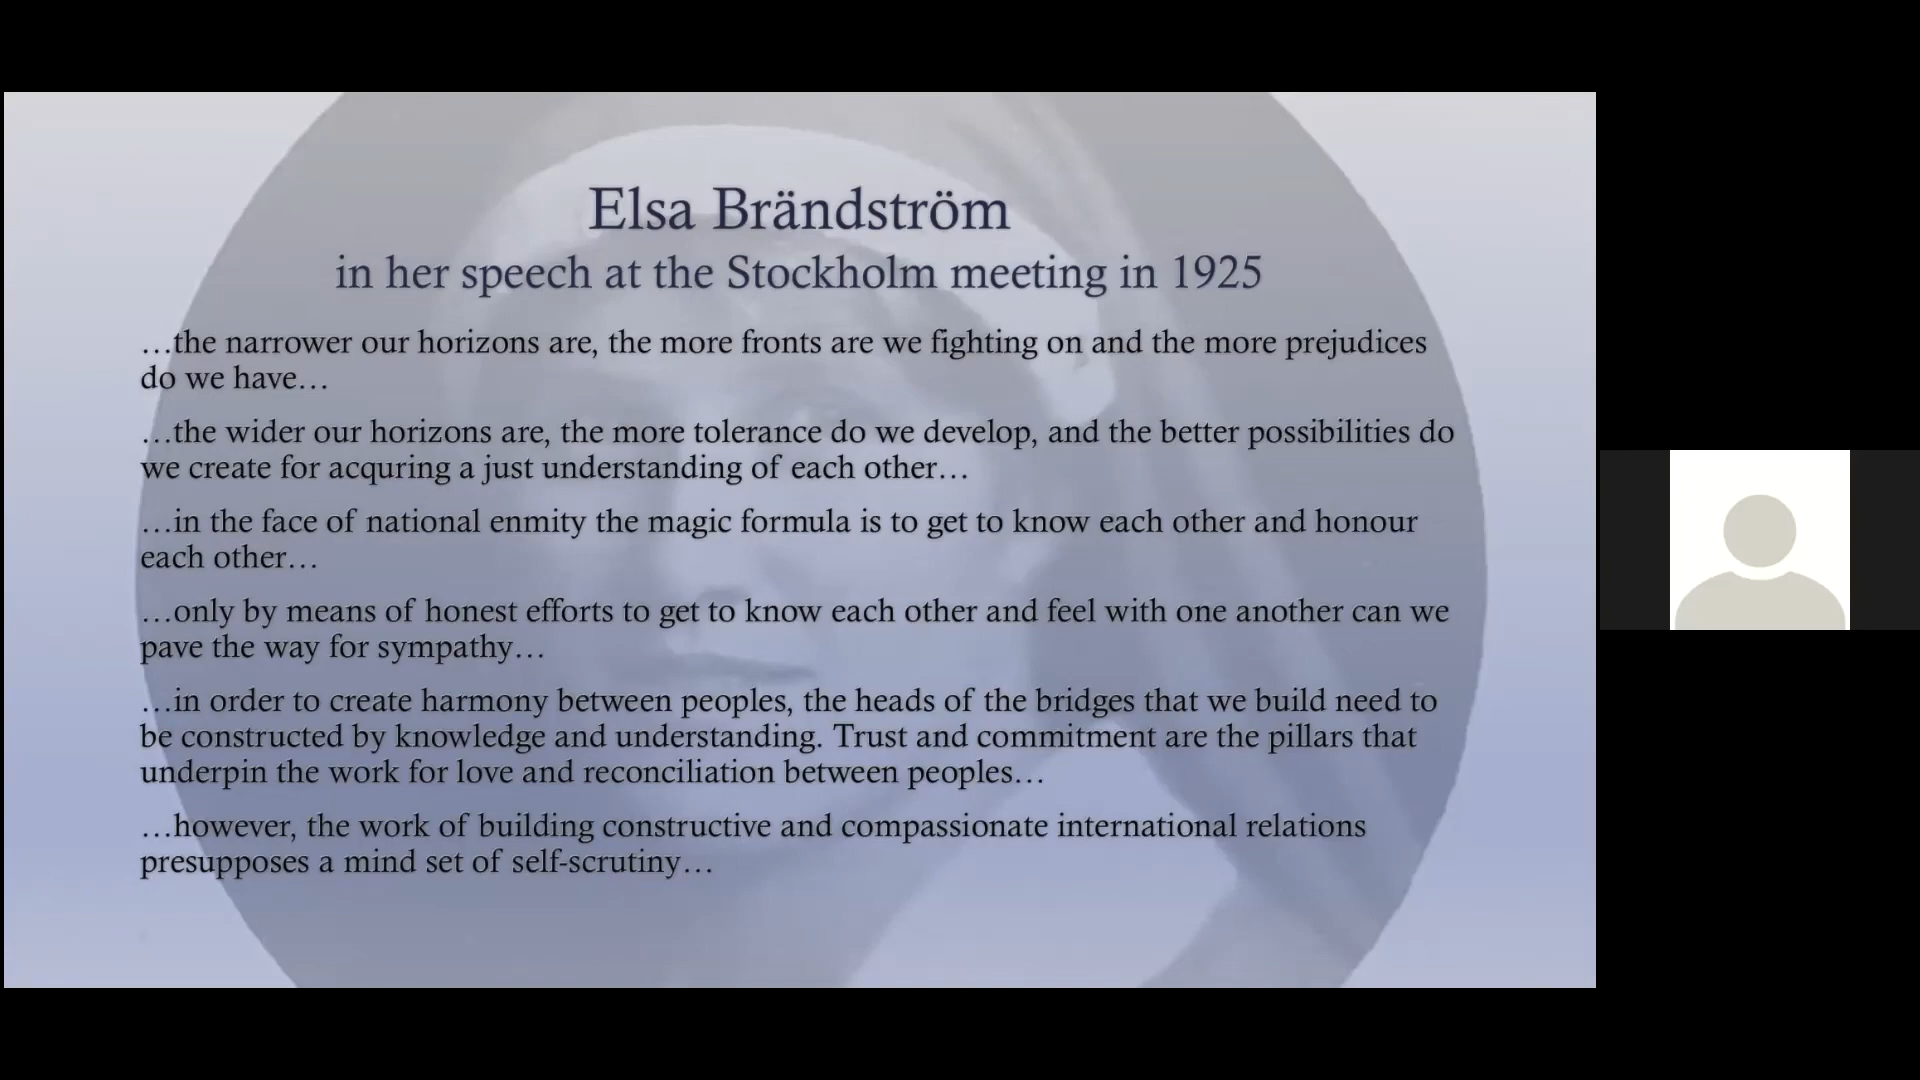 Elsa Brändström
in her speech at the Stockholm meeting in 1925
…the narrower our horizons are, the more fronts are we fighting on and the more prejudices
do we have…
…the wider our horizons are, the more tolerance do we develop, and the better possibilities do
we create for acquring a just understanding of each other…
…in the face of national enmity the magic formula is to get to know each other and honour
each other…
…only by means of honest efforts to get to know each other and feel with one another can we
pave the way for sympathy…
…in order to create harmony between peoples, the heads of the bridges that we build need to
be constructed by knowledge and understanding. Trust and commitment are the pillars that
underpin the work for love and reconciliation between peoples…
…however, the work of building constructive and compassionate international relations
presupposes a mind set of self-scrutiny…